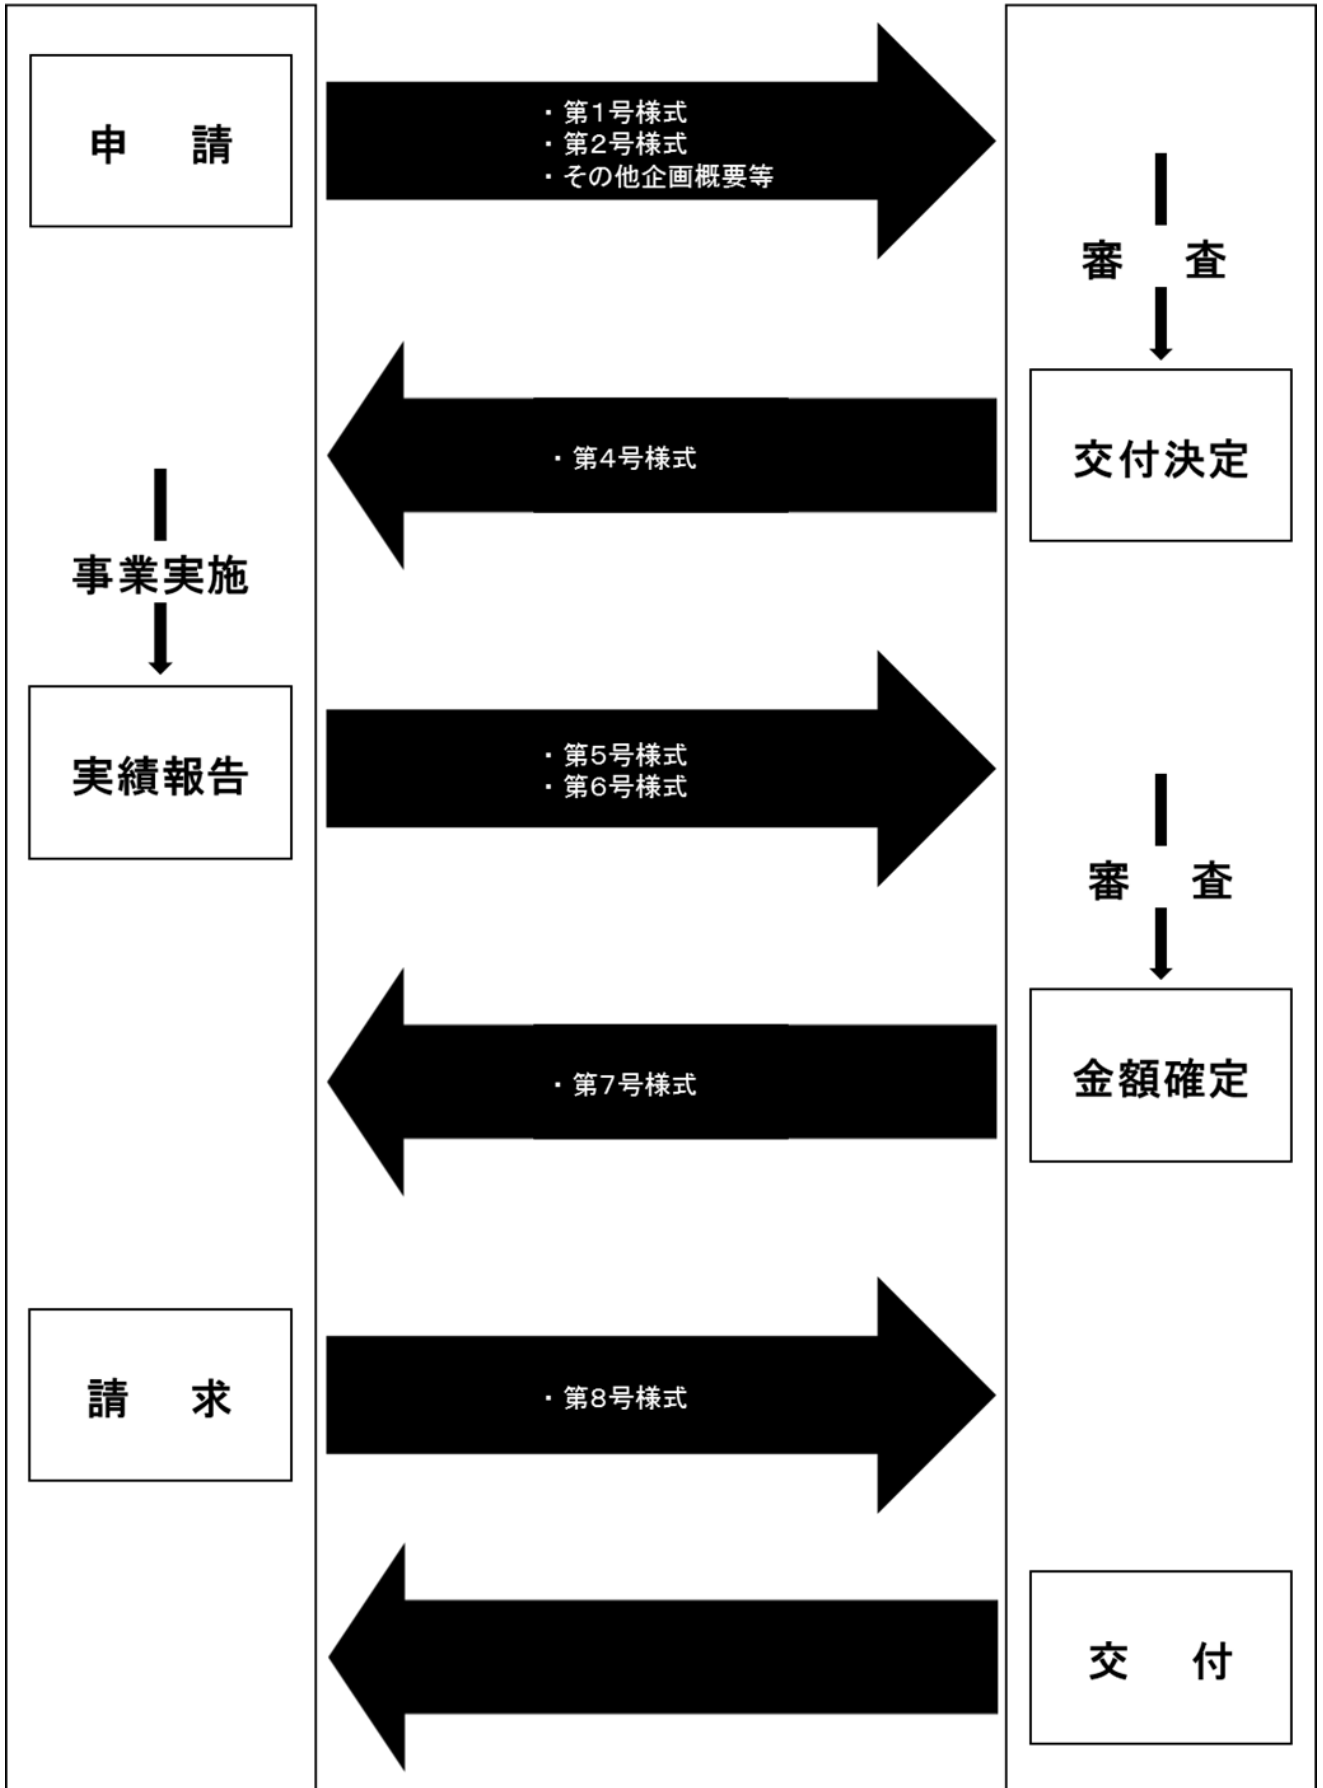 申　請
・第1号様式
・第2号様式
・その他企画概要等
審　査
・第4号様式
交付決定
事業実施
実績報告
・第5号様式
・第6号様式
審　査
・第7号様式
金額確定
請　求
・第8号様式
交　付